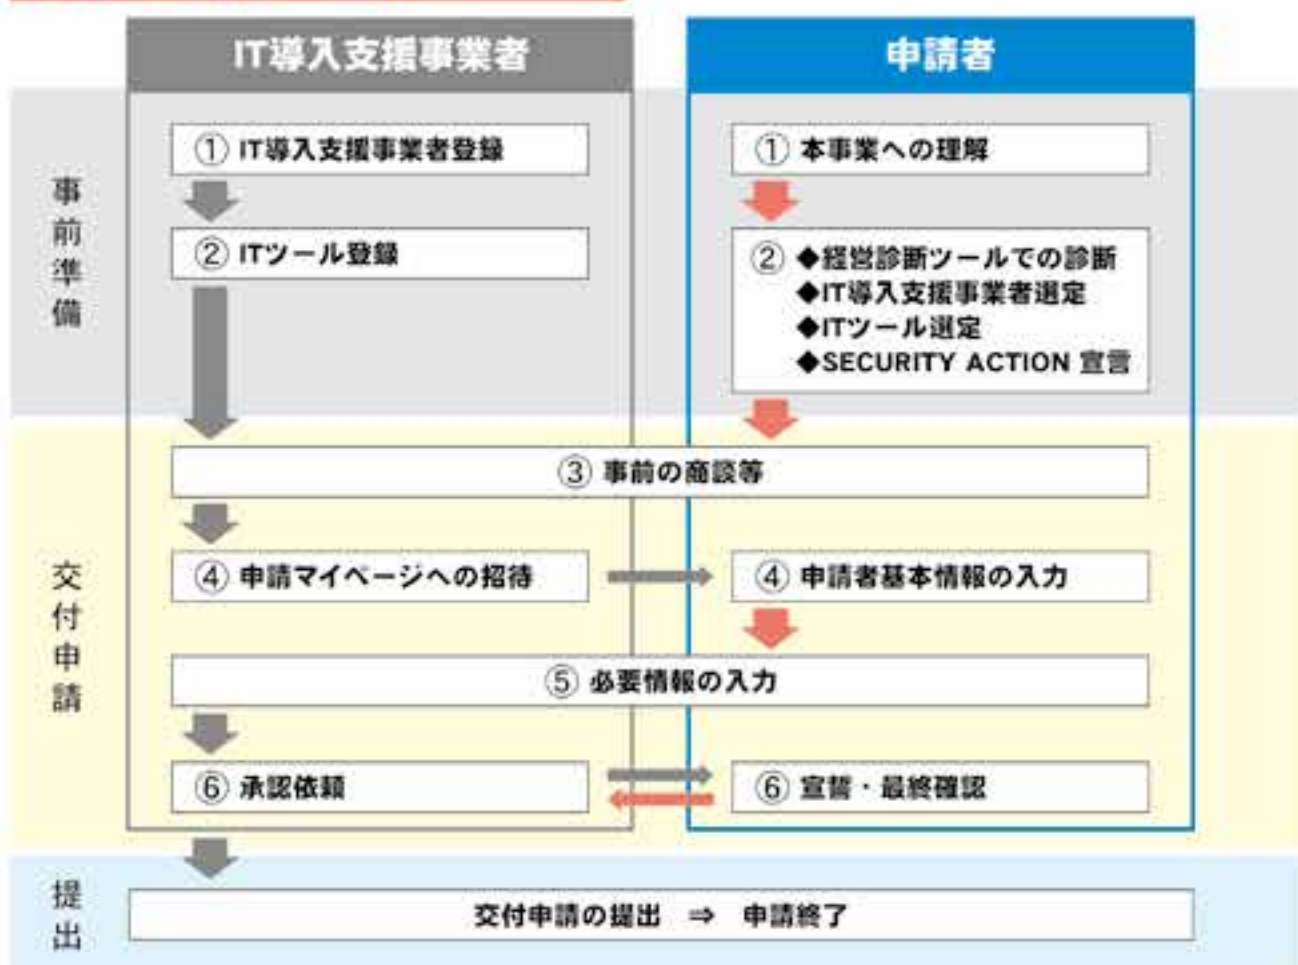 IT導入支援事業者
申請者
事前準備
① IT導入支援事業者登録
① 本事業への理解
② ITツール登録
② ◆経営診断ツールでの診断
◆IT導入支援事業者選定
◆ITツール選定
◆SECURITY ACTION 宣言
交付申請
③ 事前の商談等
④ 申請マイページへの招待
④ 申請者基本情報の入力
⑤ 必要情報の入力
⑥ 承認依頼
⑥ 宣誓・最終確認
提出
交付申請の提出 ⇒ 申請終了